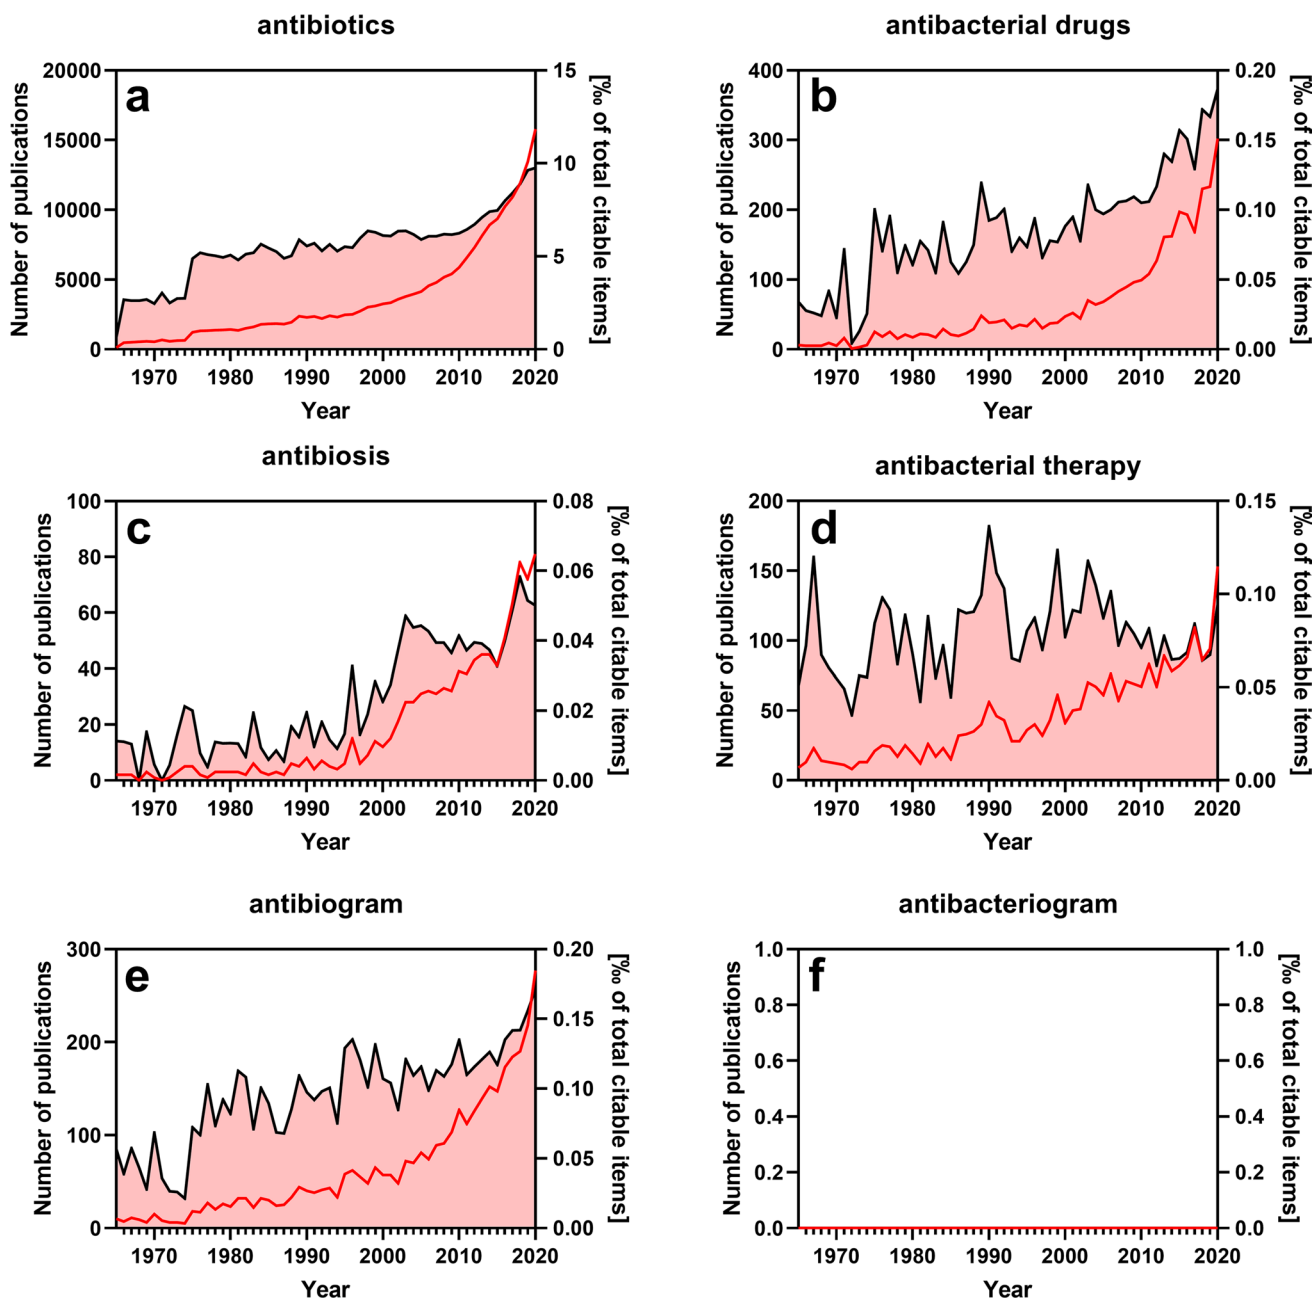 antibiotics
a
Number of publications
20000
15000
10000
5000
0
15
10
5
0
[‰ of total citable items]
1970 1980 1990 2000 2010 2020
Year
antibacterial drugs
b
Number of publications
400
300
200
100
0
0.20
0.15
0.10
0.05
0.00
[‰ of total citable items]
1970 1980 1990 2000 2010 2020
Year
antibiosis
c
Number of publications
100
80
60
40
20
0
0.08
0.06
0.04
0.02
0.00
[‰ of total citable items]
1970 1980 1990 2000 2010 2020
Year
antibacterial therapy
d
Number of publications
200
150
100
50
0
0.15
0.10
0.05
0.00
[‰ of total citable items]
1970 1980 1990 2000 2010 2020
Year
antibiogram
e
Number of publications
300
200
100
0
0.20
0.15
0.10
0.05
0.00
[‰ of total citable items]
1970 1980 1990 2000 2010 2020
Year
antibacteriogram
f
Number of publications
1.0
0.8
0.6
0.4
0.2
0.0
1.0
0.8
0.6
0.4
0.2
0.0
[‰ of total citable items]
1970 1980 1990 2000 2010 2020
Year